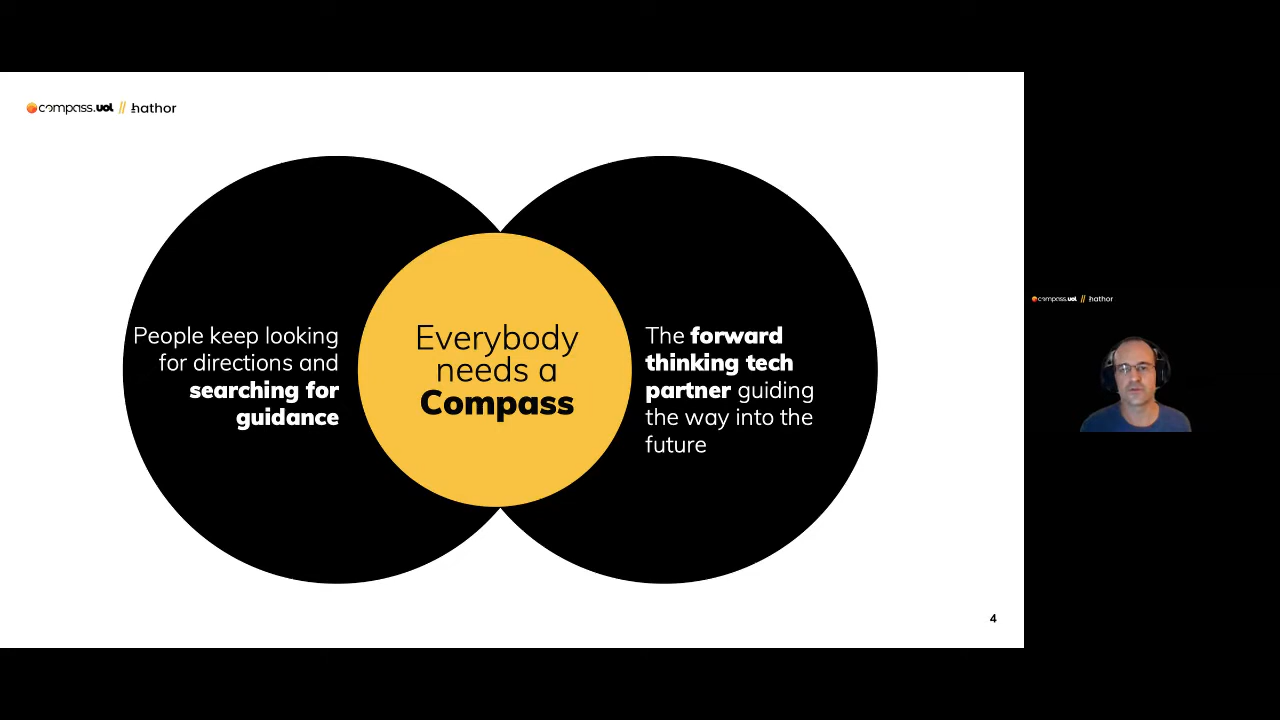 compass.uol // hathor
People keep looking
for directions and
searching for
guidance
Everybody
needs a
Compass
The forward
thinking tech
partner guiding
the way into the
future
4
compass.uol // hathor